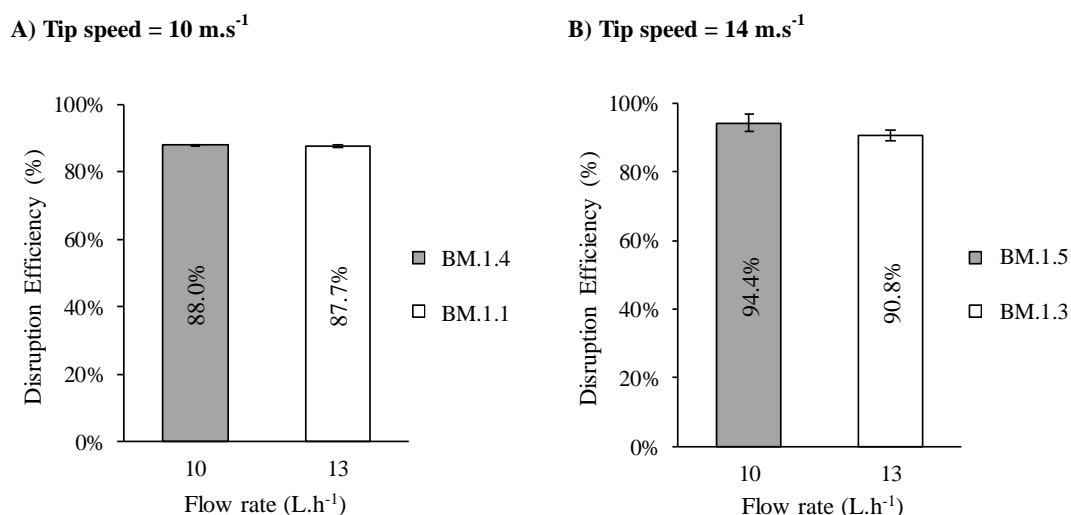 A) Tip speed = 10 m.s⁻¹
100%
80%
60%
40%
20%
0%
Disruption Efficiency (%)
88.0%
87.7%
10
13
Flow rate (L.h⁻¹)
BM.1.4
BM.1.1
B) Tip speed = 14 m.s⁻¹
100%
80%
60%
40%
20%
0%
Disruption Efficiency (%)
94.4%
90.8%
10
13
Flow rate (L.h⁻¹)
BM.1.5
BM.1.3